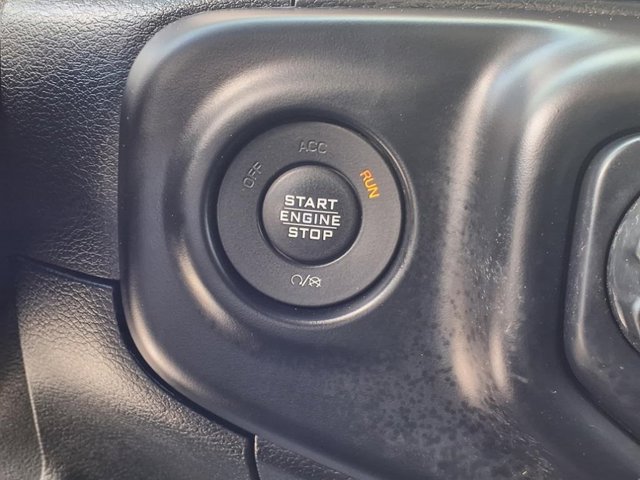 OFF
ACC
RUN
START
ENGINE
STOP